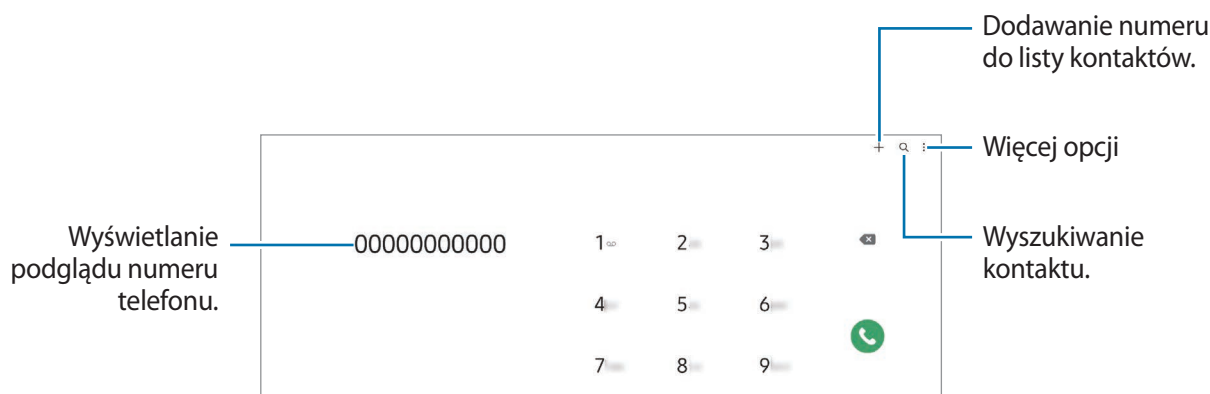 Dodawanie numeru
do listy kontaktów.
Więcej opcji
Wyświetlanie
podglądu numeru
telefonu.
00000000000
1 2 3
Wyszukiwanie
kontaktu.
4 5 6
7 8 9